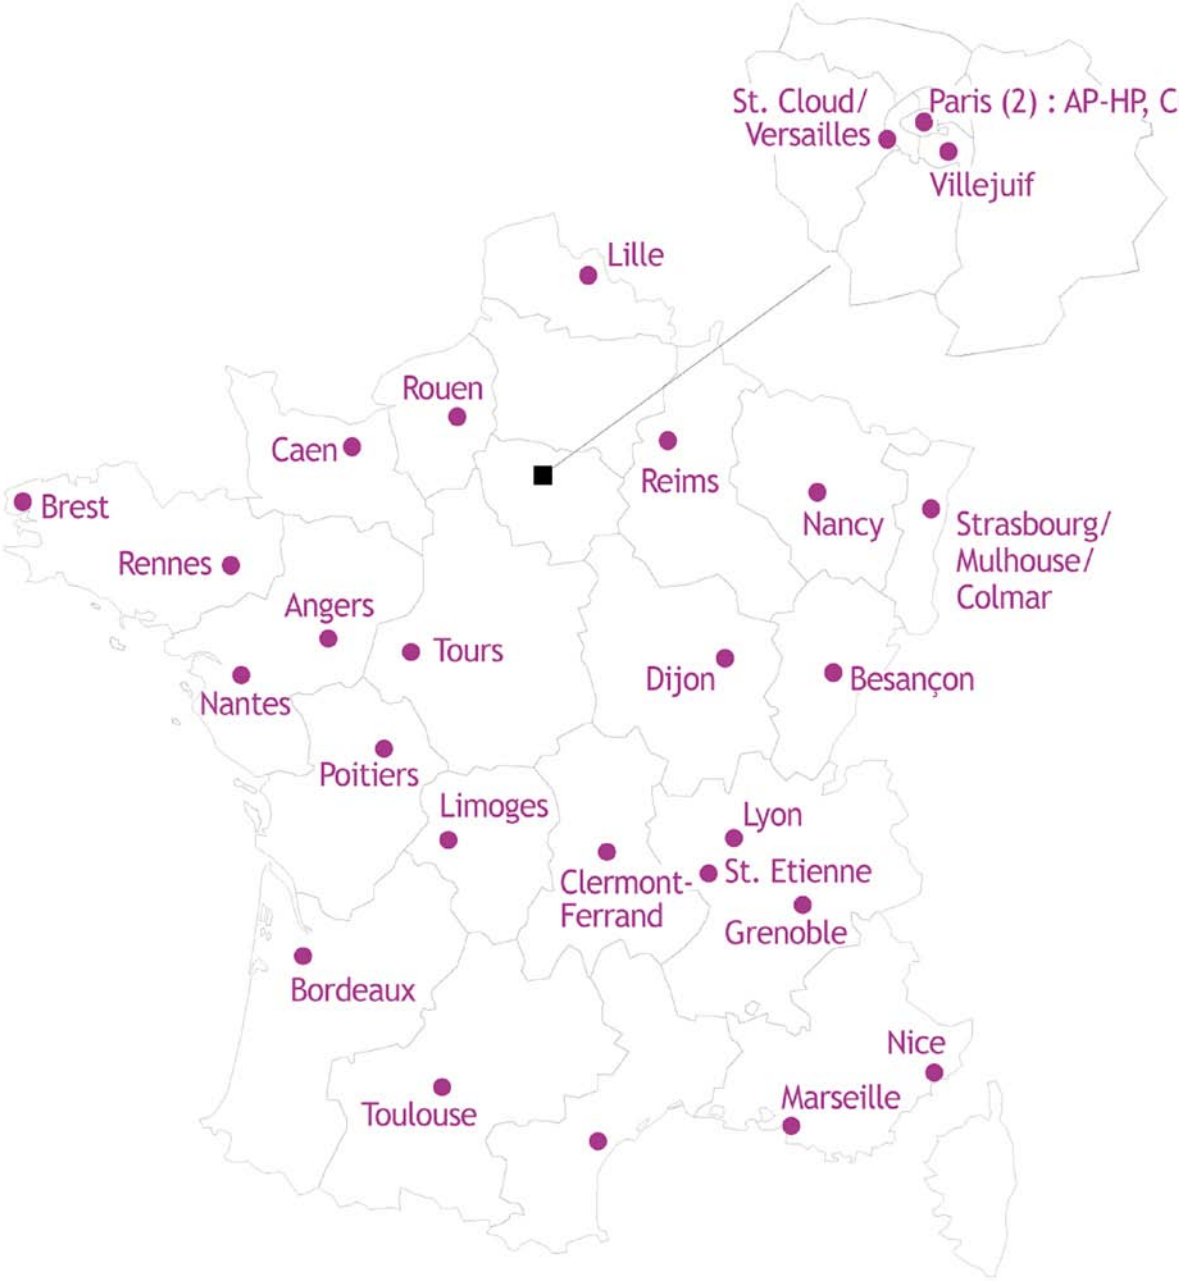 St. Cloud/
Versailles
Paris (2) : AP-HP, C
Villejuif
Lille
Rouen
Caen
Reims
Brest
Nancy
Strasbourg/
Mulhouse/
Colmar
Rennes
Angers
Tours
Dijon
Besançon
Nantes
Poitiers
Limoges
Lyon
St. Etienne
Clermont-
Ferrand
Grenoble
Bordeaux
Nice
Marseille
Toulouse